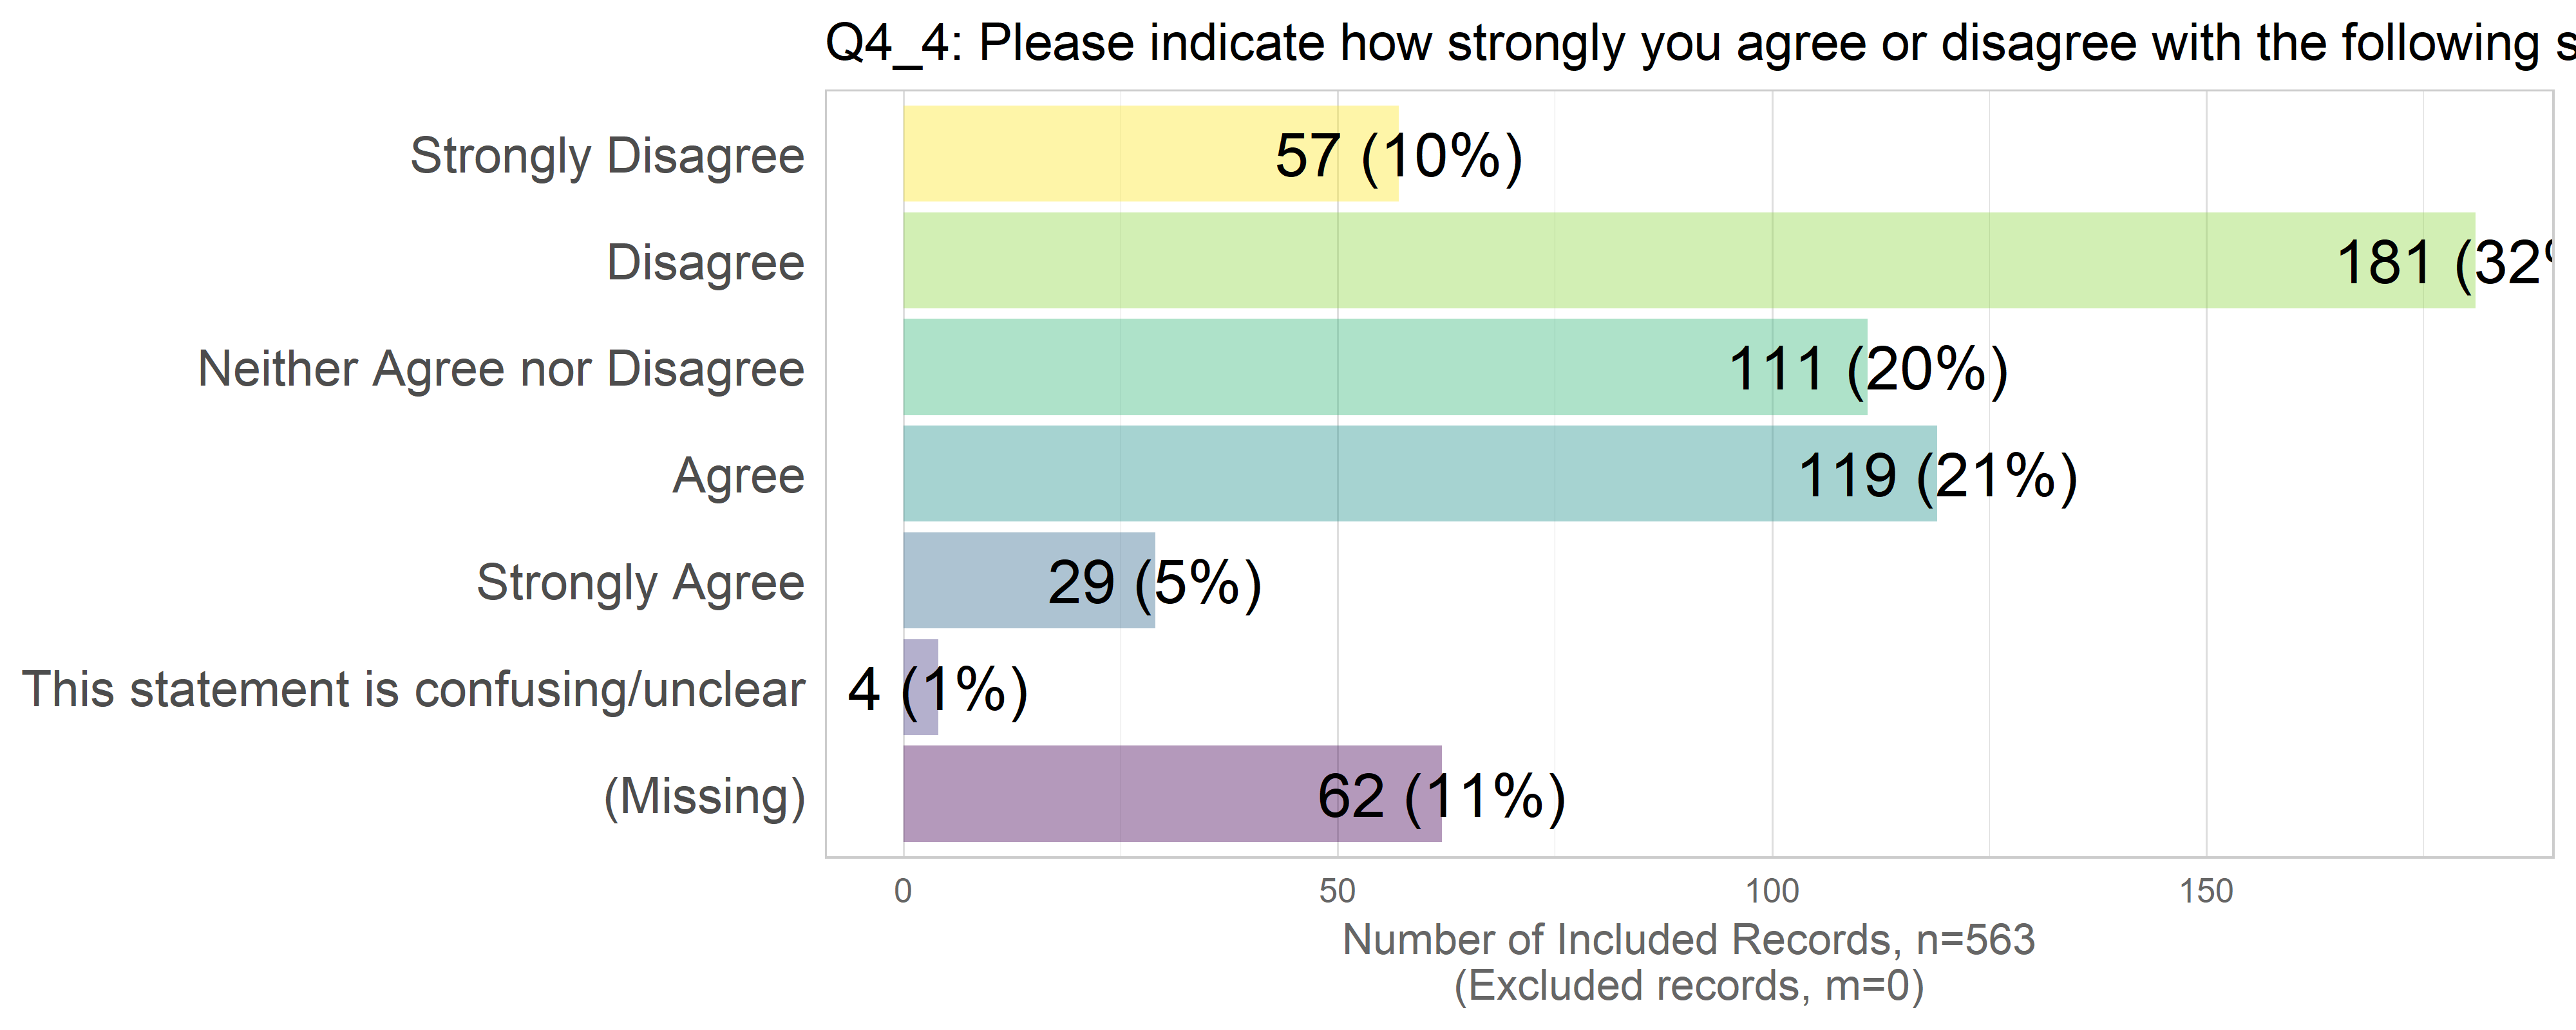 Q4_4: Please indicate how strongly you agree or disagree with the following
Strongly Disagree 57 (10%)
Disagree 181 (32
Neither Agree nor Disagree 111 (20%)
Agree 119 (21%)
Strongly Agree 29 (5%)
This statement is confusing/unclear 4 (1%)
(Missing) 62 (11%)
0 50 100 150
Number of Included Records, n=563
(Excluded records, m=0)